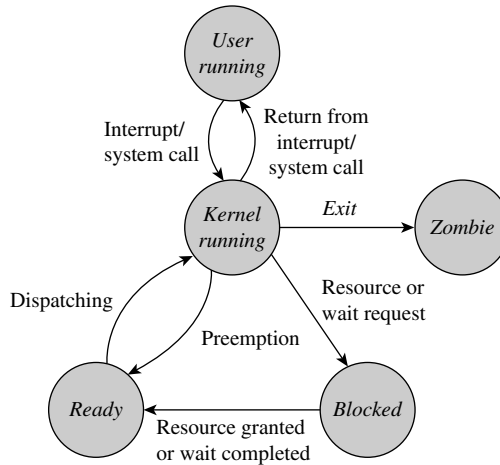 User
running
Interrupt/
system call
Return from
interrupt/
system call
Kernel
running
Exit
Zombie
Dispatching
Resource or
wait request
Preemption
Ready
Resource granted
or wait completed
Blocked